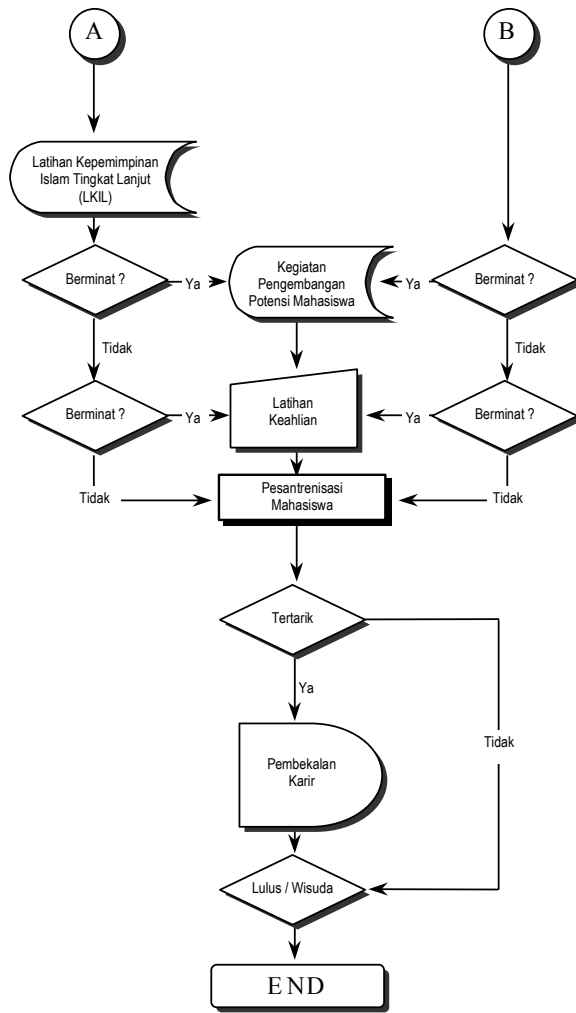 A
B
Latihan Kepemimpinan
Islam Tingkat Lanjut
(LKIL)
Berminat ?
Ya
Kegiatan
Pengembangan
Potensi Mahasiswa
Ya
Berminat ?
Tidak
Tidak
Berminat ?
Ya
Latihan
Keahlian
Ya
Berminat ?
Tidak
Pesantrenisasi
Mahasiswa
Tidak
Tertarik
Ya
Tidak
Pembekalan
Karir
Lulus / Wisuda
END